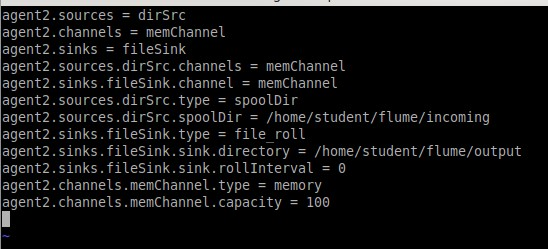 agent2.sources = dirSrc
agent2.channels = memChannel
agent2.sinks = fileSink
agent2.sources.dirSrc.channels = memChannel
agent2.sinks.fileSink.channel = memChannel
agent2.sources.dirSrc.type = spoolDir
agent2.sources.dirSrc.spoolDir = /home/student/flume/incoming
agent2.sinks.fileSink.type = file_roll
agent2.sinks.fileSink.sink.directory = /home/student/flume/output
agent2.sinks.fileSink.sink.rollInterval = 0
agent2.channels.memChannel.type = memory
agent2.channels.memChannel.capacity = 100
~